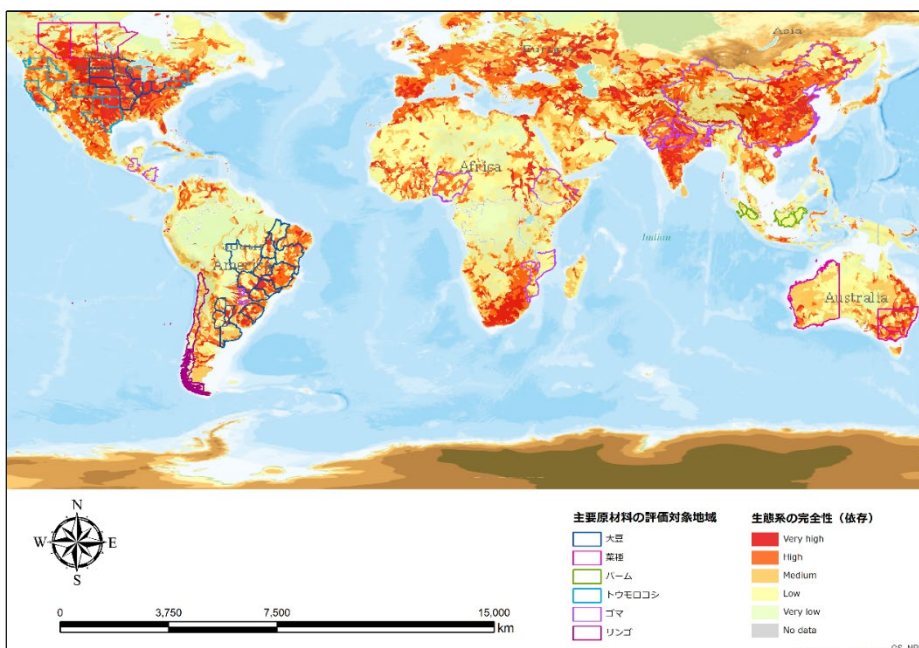 Asia
Africa
Indian
South
America
Australia
N
W
E
S
0
3,750
7,500
15,000
km
主要原材料の評価対象地域
大豆
菜種
パーム
トウモロコシ
ゴマ
リンゴ
生態系の完全性（依存）
Very high
High
Medium
Low
Very low
No data